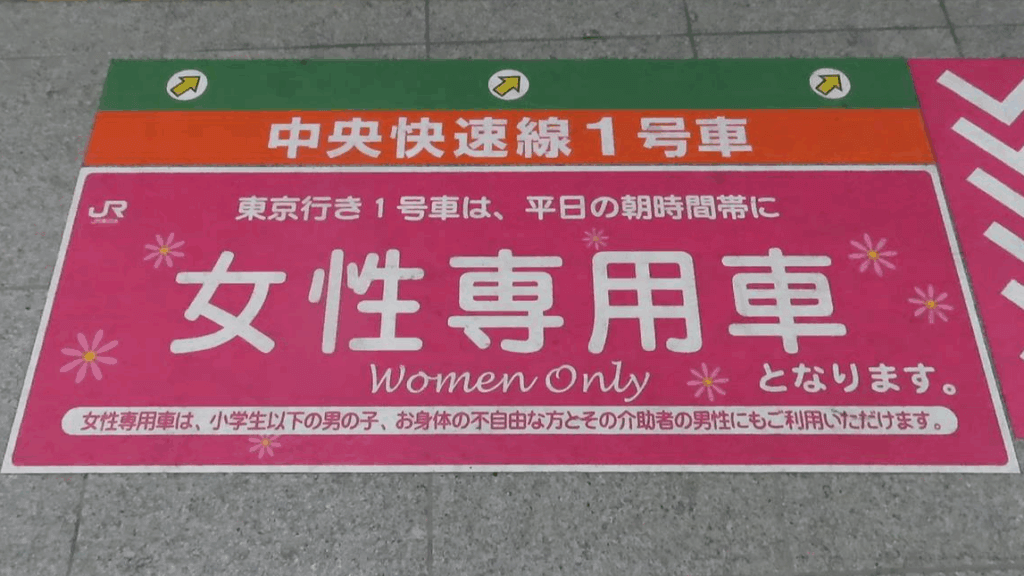 中央快速線1号車
JR
東京行き1号車は、平日の朝時間帯に
女性専用車
Women Only
となります。
女性専用車は、小学生以下の男の子、お身体の不自由な方とその介助者の男性にもご利用いただけます。